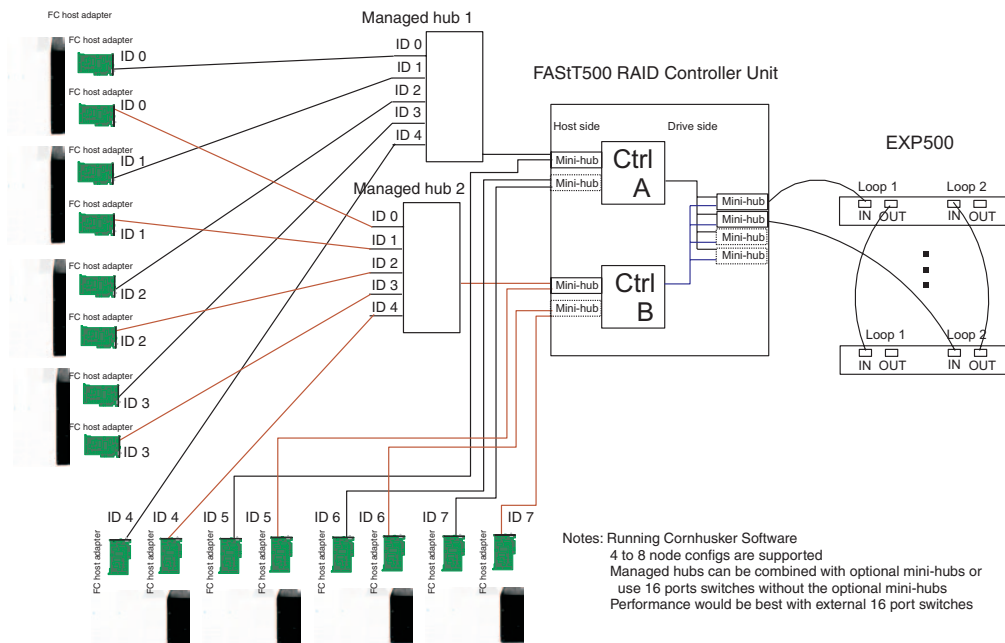 FC host adapter
FC host adapter
ID 0
FC host adapter
ID 0
FC host adapter
ID 1
FC host adapter
ID 1
FC host adapter
ID 2
FC host adapter
ID 2
FC host adapter
ID 3
FC host adapter
ID 3
Managed hub 1
ID 0
ID 1
ID 2
ID 3
ID 4
Managed hub 2
ID 0
ID 1
ID 2
ID 3
ID 4
FAStT500 RAID Controller Unit
Host side
Drive side
Mini-hub
Mini-hub
Ctrl
A
Mini-hub
Mini-hub
Mini-hub
Mini-hub
Mini-hub
Mini-hub
Ctrl
B
EXP500
Loop 1
Loop 2
IN
OUT
IN
OUT
Loop 1
Loop 2
IN
OUT
IN
OUT
ID 4
ID 4
ID 5
ID 5
ID 6
ID 6
ID 7
ID 7
FC host adapter
FC host adapter
FC host adapter
FC host adapter
FC host adapter
FC host adapter
FC host adapter
FC host adapter
Notes: Running Cornhusker Software
4 to 8 node configs are supported
Managed hubs can be combined with optional mini-hubs or
use 16 ports switches without the optional mini-hubs
Performance would be best with external 16 port switches